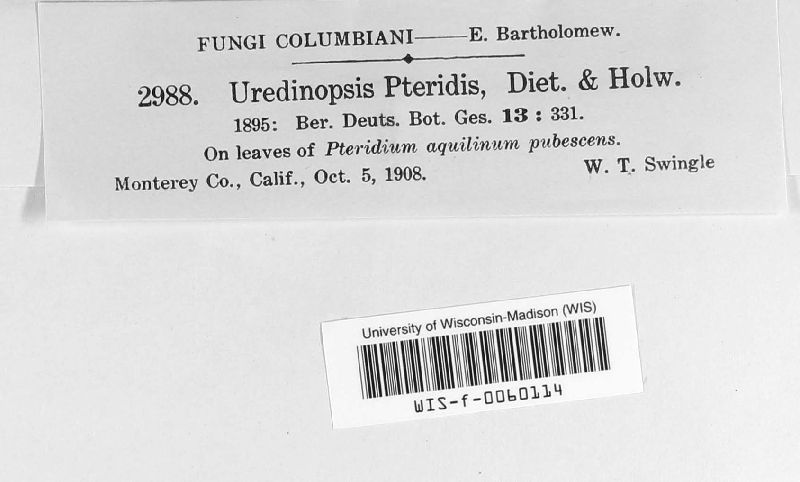 FUNGI COLUMBIANI——E. Bartholomew.
2988. Uredinopsis Pteridis, Diet. & Holw.
1895: Ber. Deuts. Bot. Ges. 13 : 331.
On leaves of Pteridium aquilinum pubescens.
Monterey Co., Calif., Oct. 5, 1908. W. T. Swingle
University of Wisconsin-Madison (WIS)
WIS-f-0060114